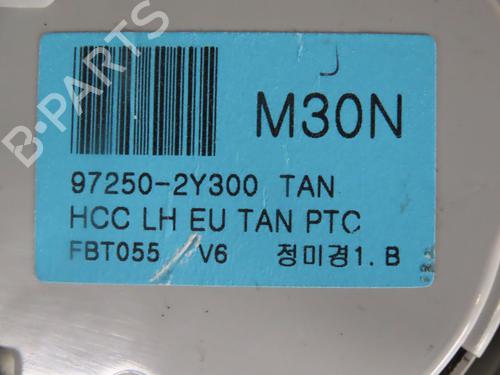 M30N
97250-2Y300 TAN
HCC LH EU TAN PTC
FBT055 V6 정미경1. B
B-PARTS